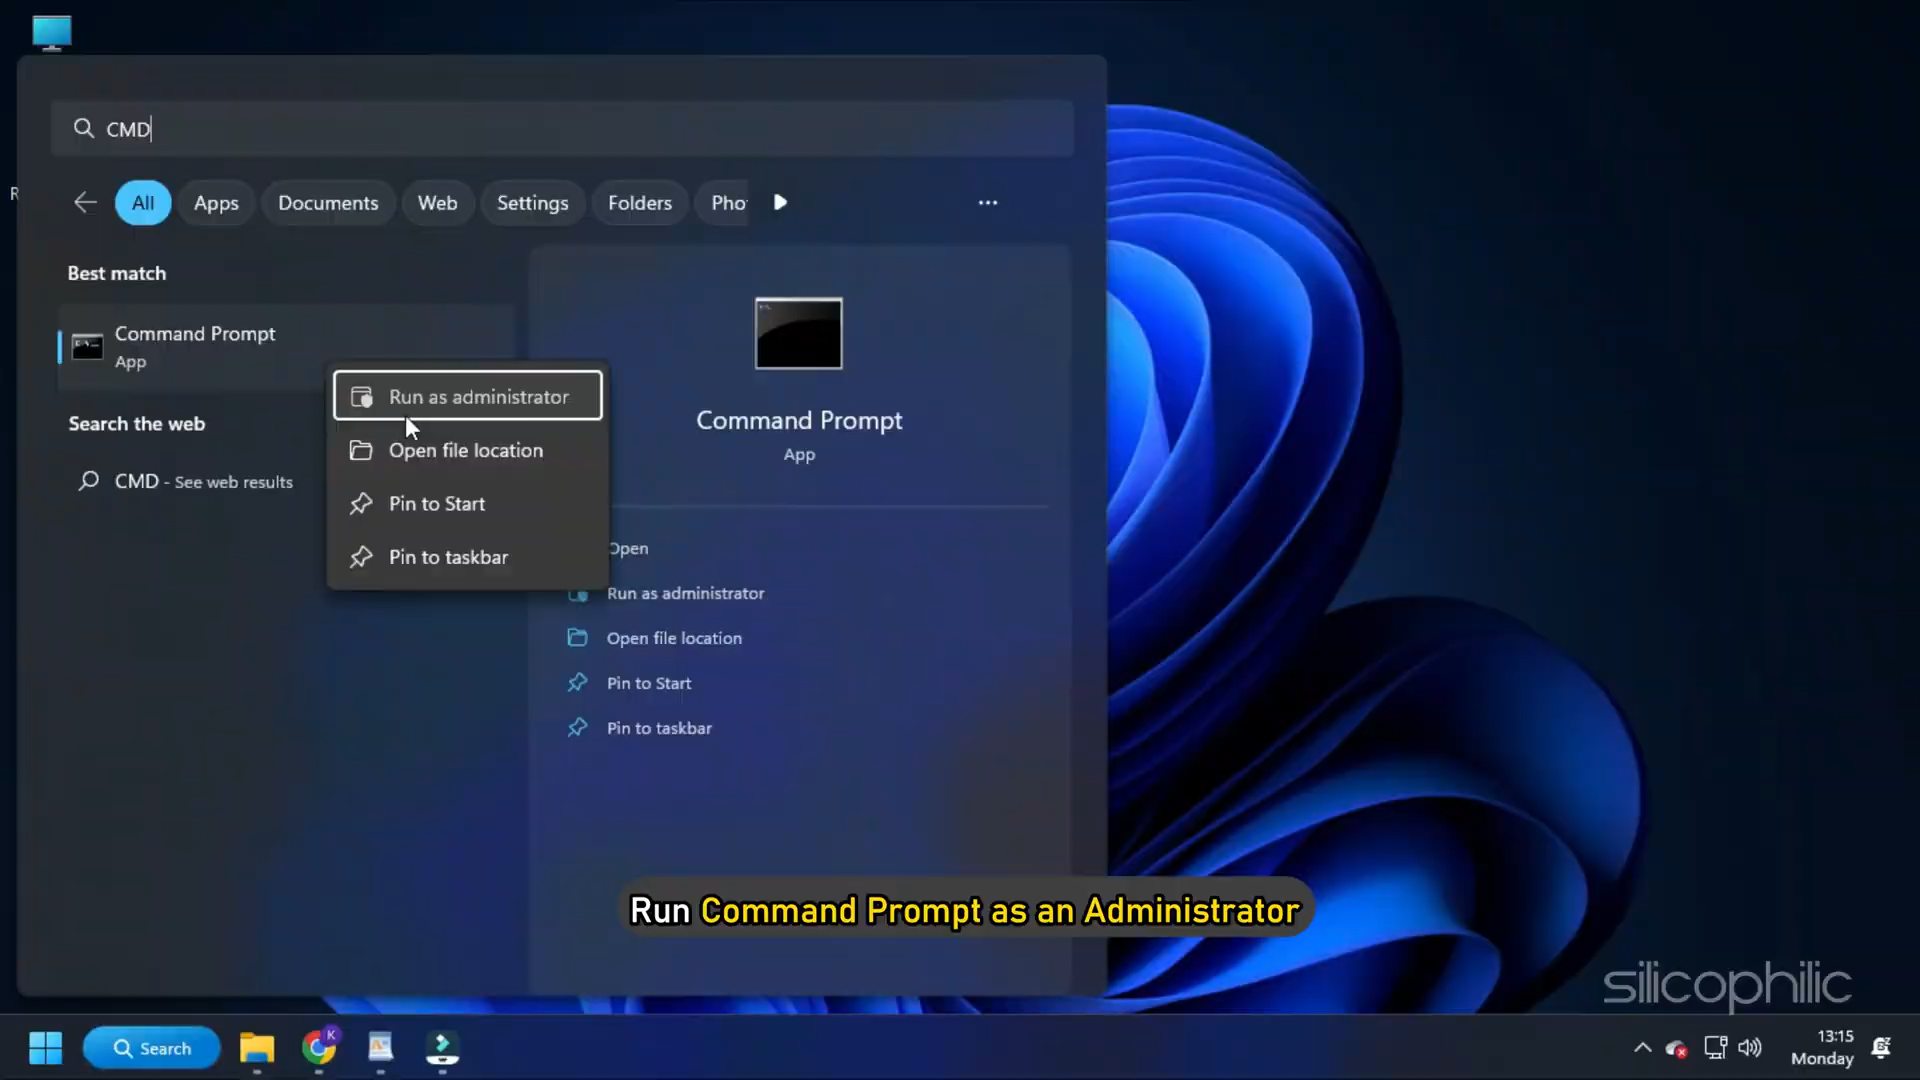 CMD
R
All
Apps
Documents
Web
Settings
Folders
Pho
Best match
Command Prompt
App
Search the web
CMD - See web results
Run as administrator
Open file location
Pin to Start
Pin to taskbar
Command Prompt
App
Open
Run as administrator
Open file location
Pin to Start
Pin to taskbar
Run Command Prompt as an Administrator
silicophilic
Search
K
13:15
Monday